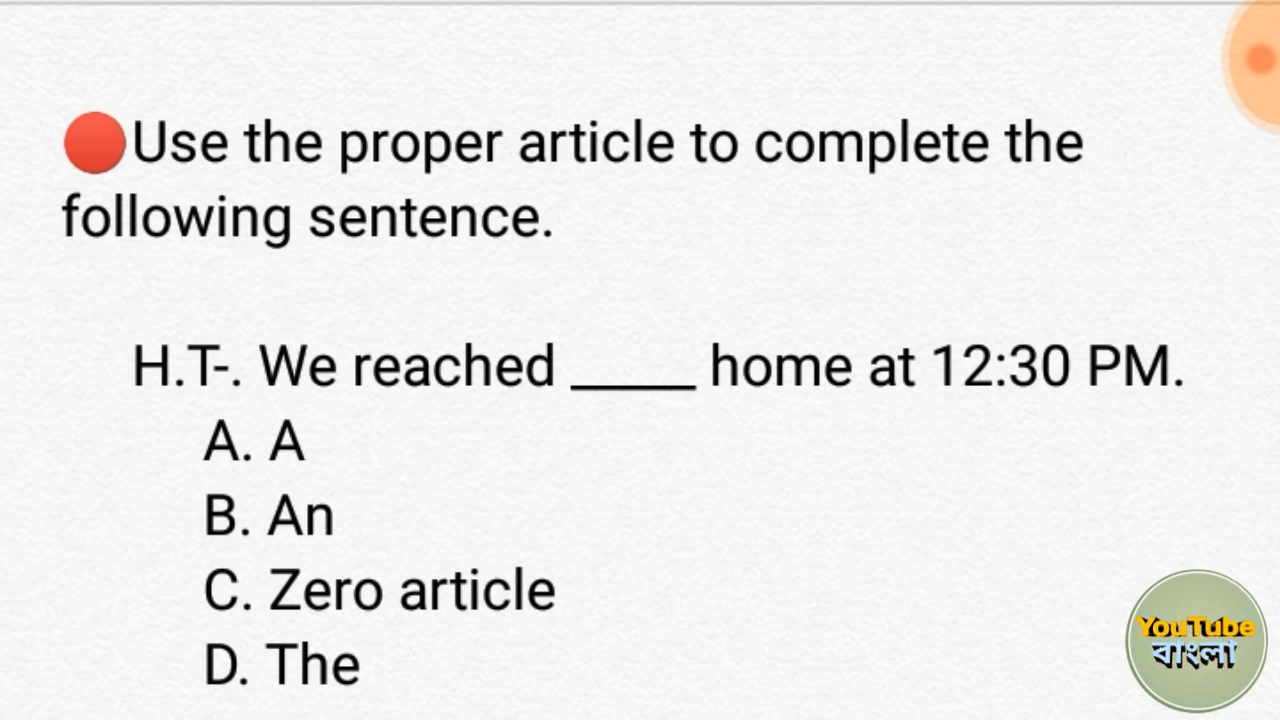 Use the proper article to complete the
following sentence.
H.T-. We reached _____ home at 12:30 PM.
A. A
B. An
C. Zero article
D. The
YouTube
বাংলা